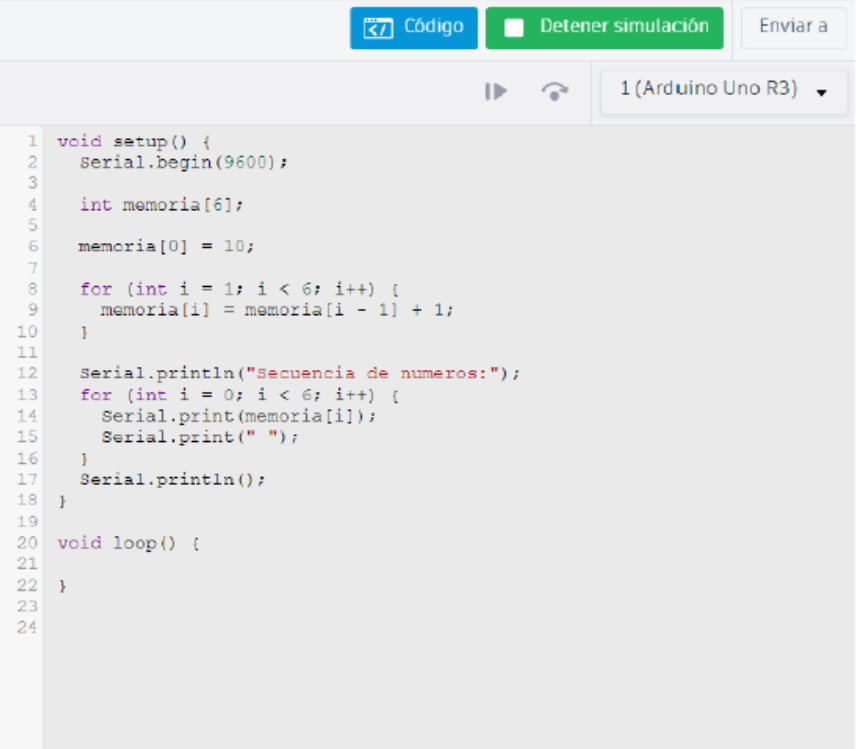 Código
Detener simulación
Enviar a
1 (Arduino Uno R3)
1 void setup() {
2 Serial.begin(9600);
3
4 int memoria[6];
5
6 memoria[0] = 10;
7
8 for (int i = 1; i < 6; i++) {
9 memoria[i] = memoria[i - 1] + 1;
10 }
11
12 Serial.println("Secuencia de numeros:");
13 for (int i = 0; i < 6; i++) {
14 Serial.print(memoria[i]);
15 Serial.print(" ");
16 }
17 Serial.println();
18 }
19
20 void loop() {
21
22 }
23
24